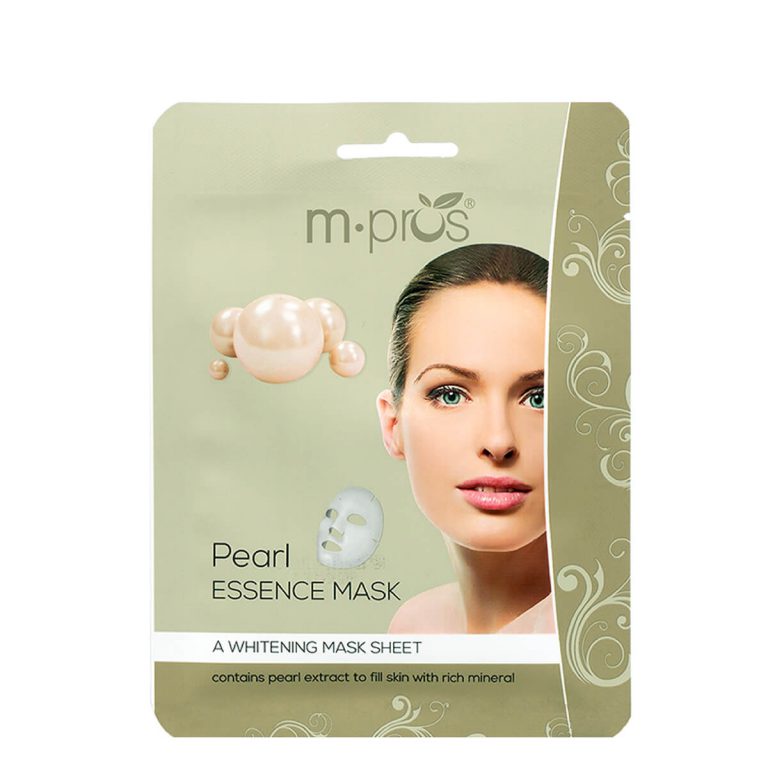 m·pros®
Pearl
ESSENCE MASK
A WHITENING MASK SHEET
contains pearl extract to fill skin with rich mineral